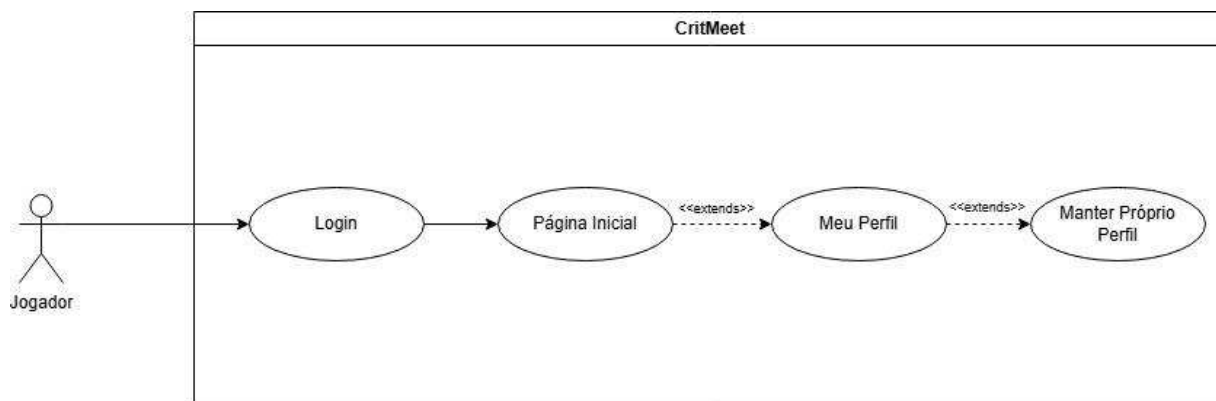 CritMeet
Login
Página Inicial
<<extends>>
Meu Perfil
<<extends>>
Manter Próprio
Perfil
Jogador